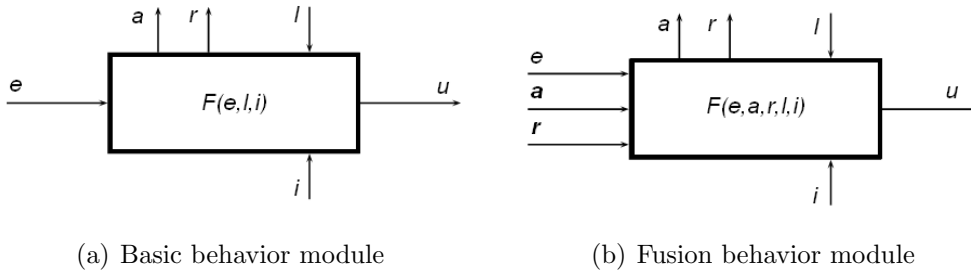 a r l
e F(e,l,i) u
i
(a) Basic behavior module
a r l
e
a F(e,a,r,l,i) u
r
i
(b) Fusion behavior module